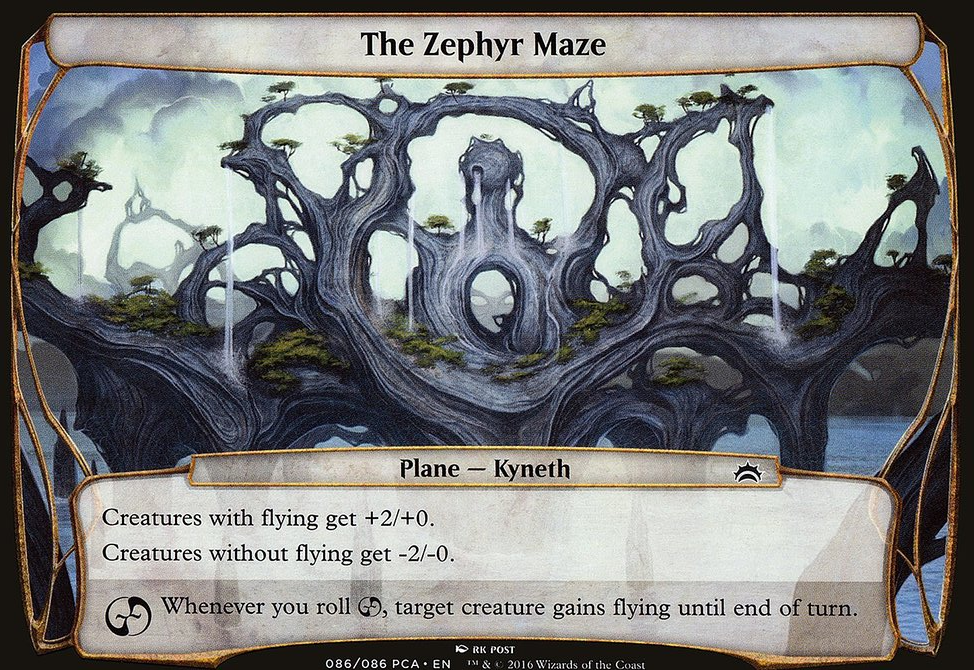 The Zephyr Maze
Plane — Kyneth
Creatures with flying get +2/+0.
Creatures without flying get -2/-0.
Whenever you roll , target creature gains flying until end of turn.
RK POST
086/086 PCA • EN ™ & © 2016 Wizards of the Coast